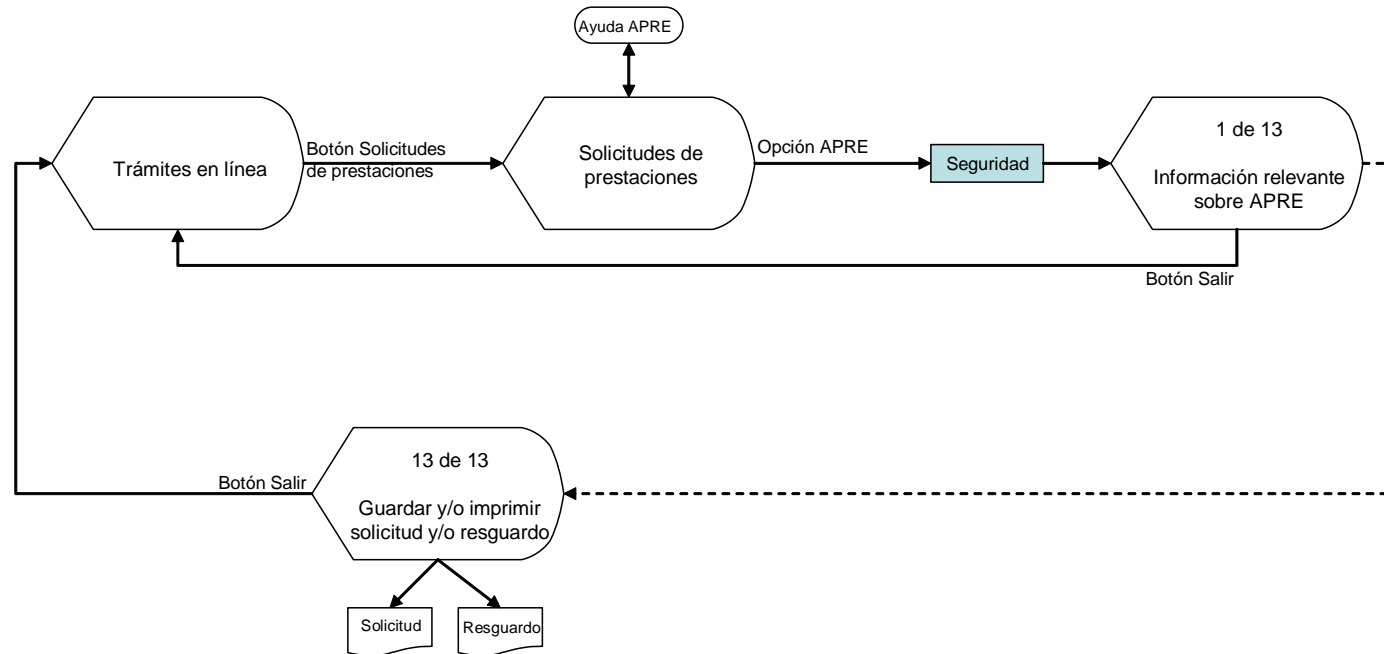 Ayuda APRE
Trámites en línea
Botón Solicitudes
de prestaciones
Solicitudes de
prestaciones
Opción APRE
Seguridad
1 de 13
Información relevante
sobre APRE
Botón Salir
13 de 13
Guardar y/o imprimir
solicitud y/o resguardo
Botón Salir
Solicitud
Resguardo